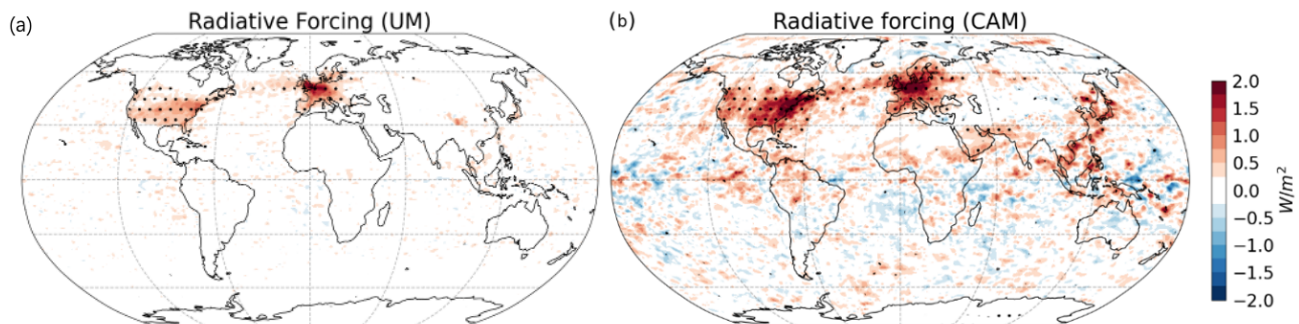 (a)
Radiative Forcing (UM)
(b)
Radiative forcing (CAM)
2.0
1.5
1.0
0.5
0.0
−0.5
−1.0
−1.5
−2.0
W/m²